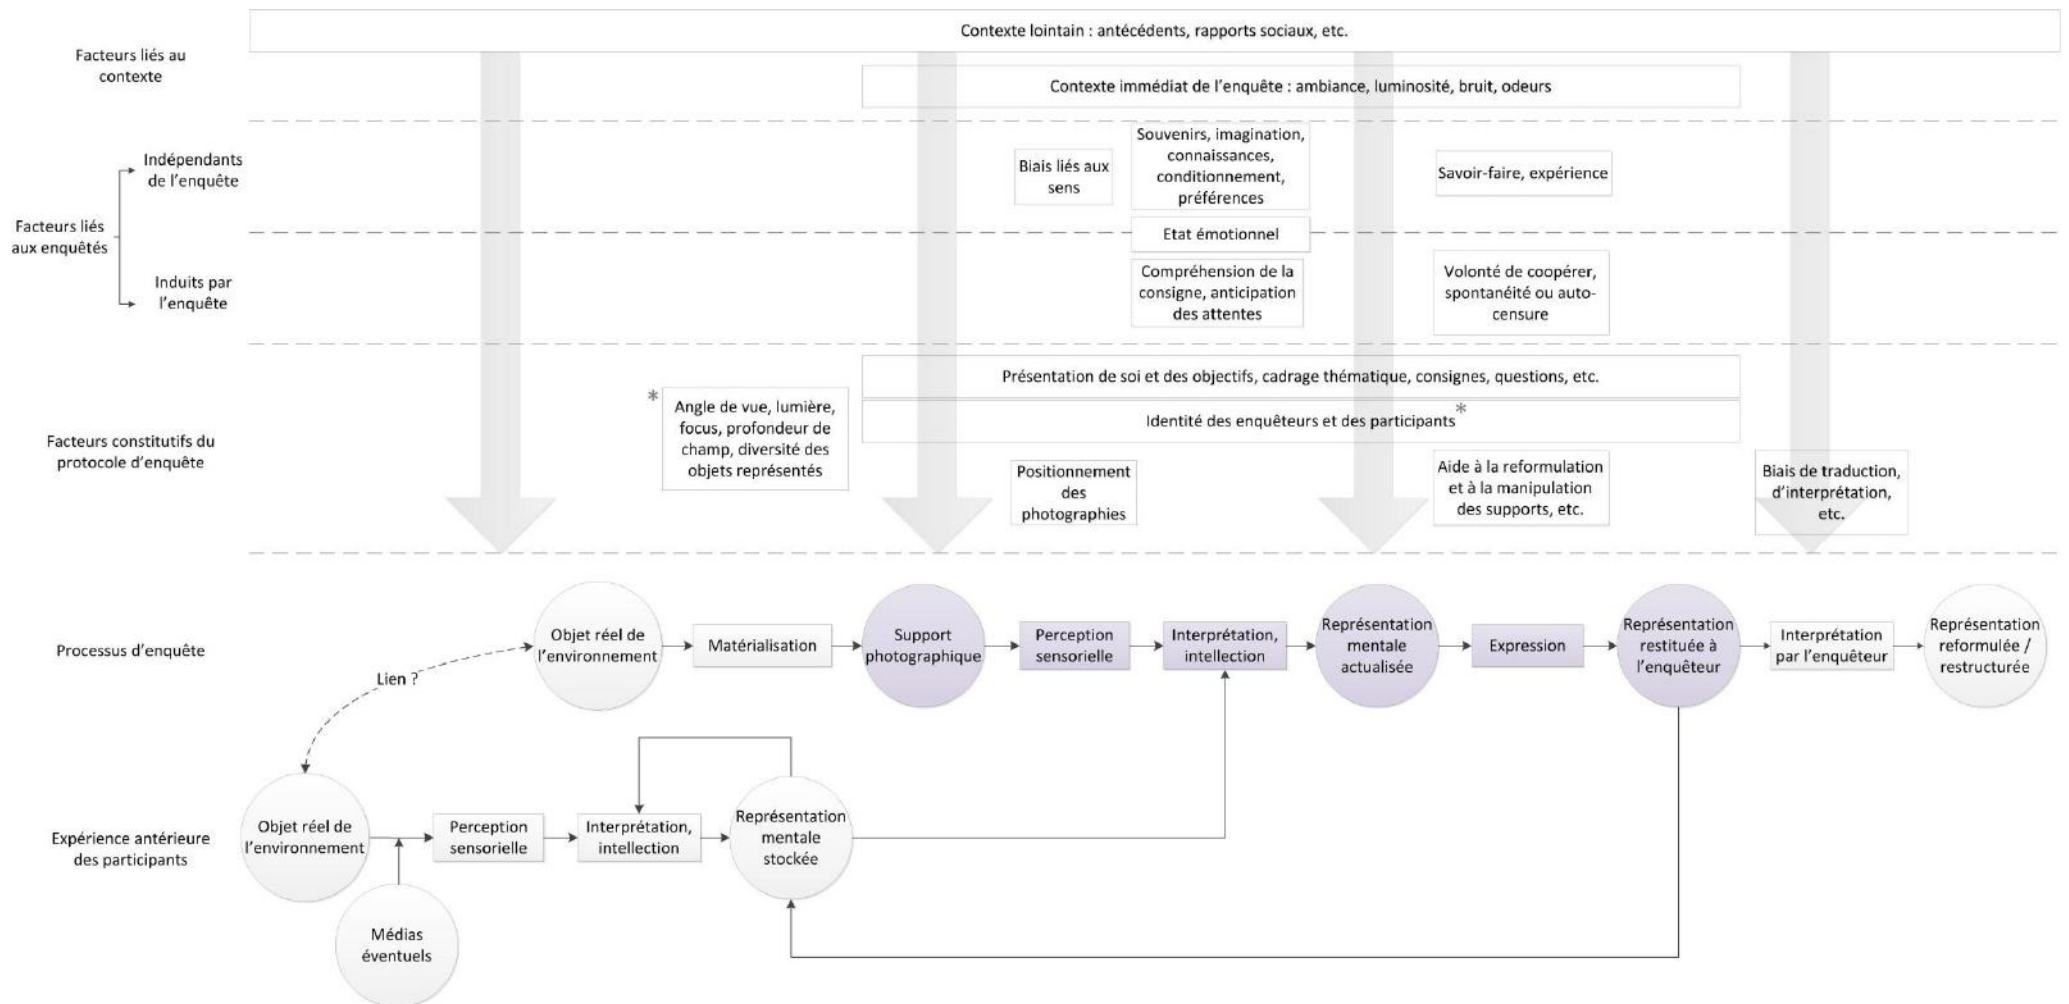 Contexte lointain : antécédents, rapports sociaux, etc.
Facteurs liés au
contexte
Contexte immédiat de l'enquête : ambiance, luminosité, bruit, odeurs
Facteurs liés
aux enquêtés
Indépendants
de l'enquête
Biais liés aux
sens
Souvenirs, imagination,
connaissances,
conditionnement,
préférences
Savoir-faire, expérience
Etat émotionnel
Induits par
l'enquête
Compréhension de la
consigne, anticipation
des attentes
Volonté de coopérer,
spontanéité ou auto-
censure
Facteurs constitutifs du
protocole d'enquête
Présentation de soi et des objectifs, cadrage thématique, consignes, questions, etc.
*
Angle de vue, lumière,
focus, profondeur de
champ, diversité des
objets représentés
Identité des enquêteurs et des participants*
Positionnement
des
photographies
Aide à la reformulation
et à la manipulation
des supports, etc.
Biais de traduction,
d'interprétation,
etc.
Processus d'enquête
Objet réel de
l'environnement
Matérialisation
Support
photographique
Perception
sensorielle
Interprétation,
intellection
Représentation
mentale
actualisée
Expression
Représentation
restituée à
l'enquêteur
Interprétation
par l'enquêteur
Représentation
reformulée /
restructurée
Lien ?
Expérience antérieure
des participants
Objet réel de
l'environnement
Perception
sensorielle
Interprétation,
intellection
Représentation
mentale
stockée
Médias
éventuels